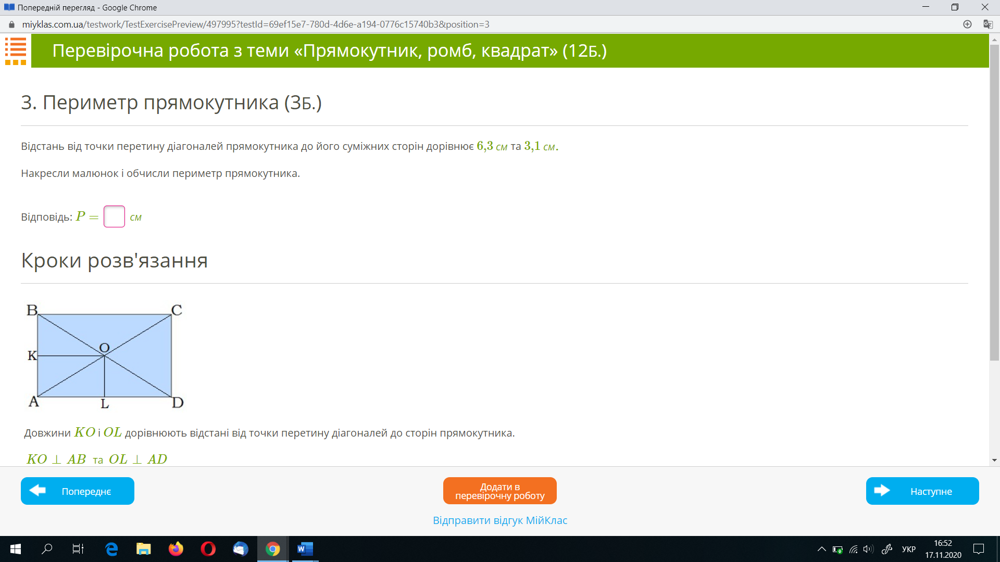 Попередній перегляд - Google Chrome
miyklas.com.ua/testwork/TestExercisePreview/497995?testId=69ef15e7-780d-4d6e-a194-0776c15740b3&position=3
Перевірочна робота з теми «Прямокутник, ромб, квадрат» (12Б.)
3. Периметр прямокутника (3Б.)
Відстань від точки перетину діагоналей прямокутника до його суміжних сторін дорівнює 6,3 см та 3,1 см.
Накресли малюнок і обчисли периметр прямокутника.
Відповідь: P = см
Кроки розв'язання
B C
O
K
A L D
Довжини KO і OL дорівнюють відстані від точки перетину діагоналей до сторін прямокутника.
KO ⊥ AB та OL ⊥ AD
Попереднє
Додати в
перевірочну роботу
Наступне
Відправити відгук МійКлас
УКР
16:52
17.11.2020